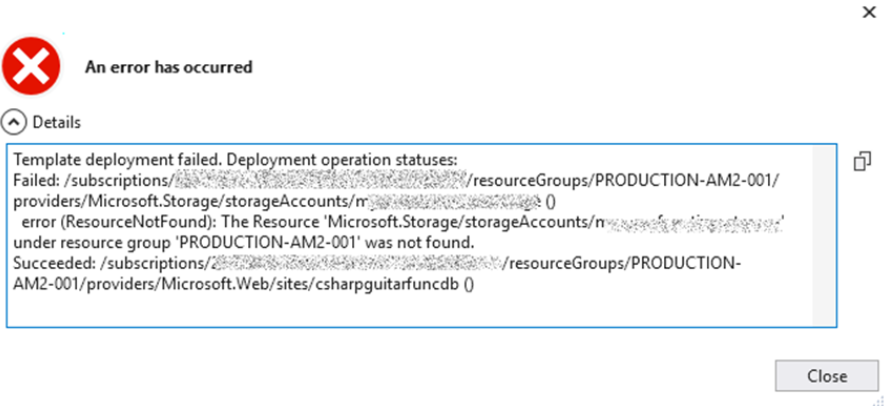 An error has occurred
Details
Template deployment failed. Deployment operation statuses:
Failed: /subscriptions/ /resourceGroups/PRODUCTION-AM2-001/
providers/Microsoft.Storage/storageAccounts/ ()
error (ResourceNotFound): The Resource 'Microsoft.Storage/storageAccounts/ '
under resource group 'PRODUCTION-AM2-001' was not found.
Succeeded: /subscriptions/ /resourceGroups/PRODUCTION-
AM2-001/providers/Microsoft.Web/sites/csharpguitarfuncdb ()
Close